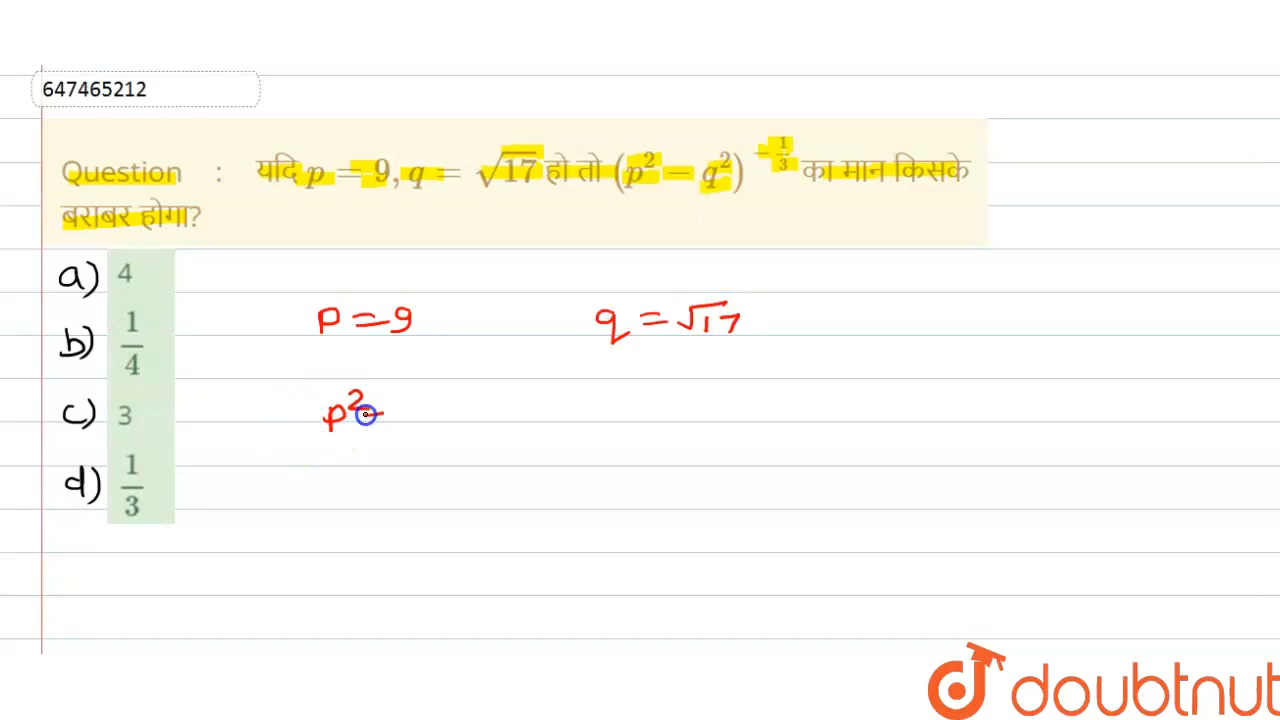 647465212
Question : यदि p = 9, q = √17 हो तो (p² − q²)^(−1/3) का मान किसके
बराबर होगा?
a) 4
b) 1/4
c) 3
d) 1/3
p = 9 q = √17
p²
doubtnut